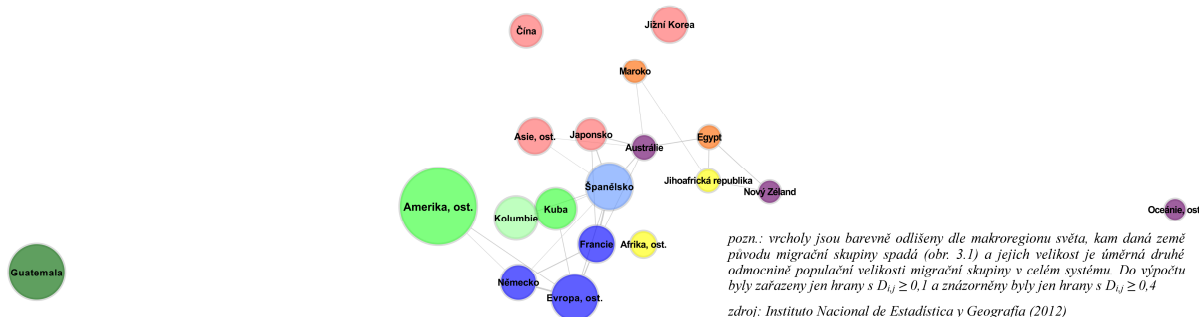 Čína
Jižní Korea
Maroko
Asie, ost.
Japonsko
Egypt
Austrálie
Jihoafrická republika
Španělsko
Nový Zéland
Amerika, ost.
Kuba
Kolumbie
Oceánie, ost.
Francie
Afrika, ost.
Guatemala
Německo
Evropa, ost.
pozn.: vrcholy jsou barevně odlišeny dle makroregionu světa, kam daná země
původu migrační skupiny spadá (obr. 3.1) a jejich velikost je úměrná druhé
odmocnině populační velikosti migrační skupiny v celém systému. Do výpočtu
byly zařazeny jen hrany s Di,j ≥ 0,1 a znázorněny byly jen hrany s Di,j ≥ 0,4
zdroj: Instituto Nacional de Estadística y Geografía (2012)